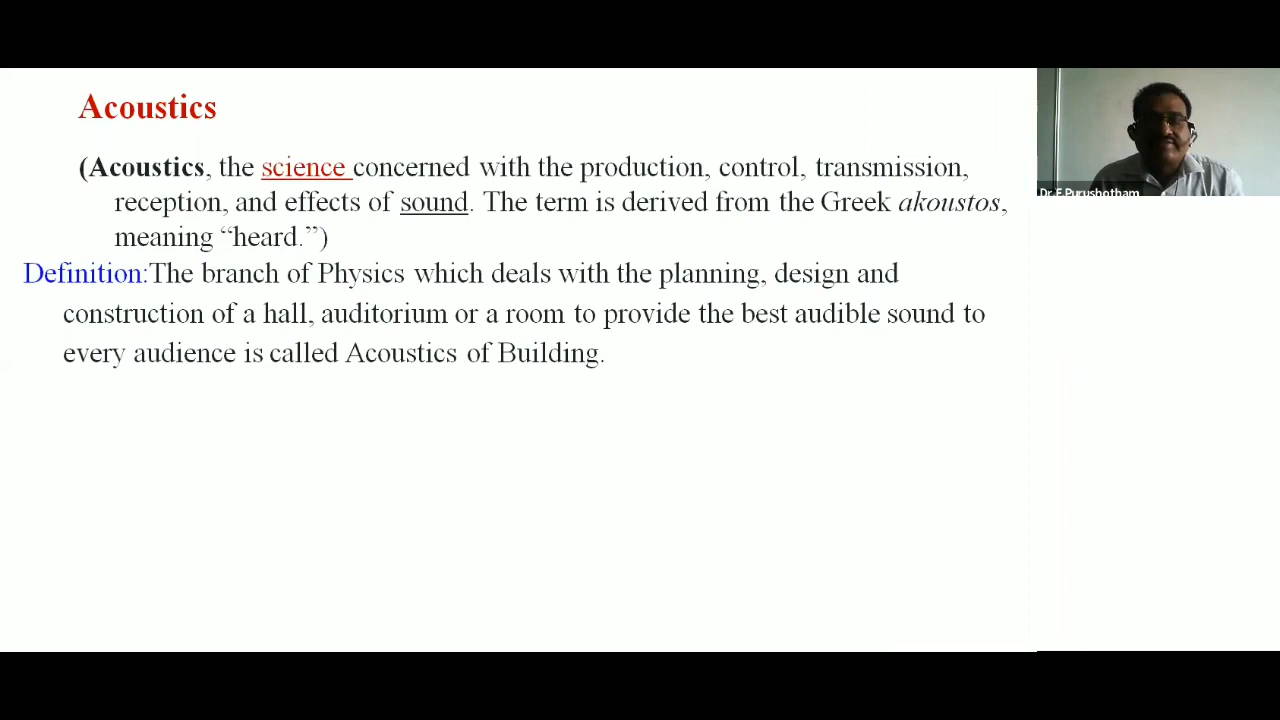 Acoustics
(Acoustics, the science concerned with the production, control, transmission,
reception, and effects of sound. The term is derived from the Greek akoustos,
meaning “heard.”)
Definition:The branch of Physics which deals with the planning, design and
construction of a hall, auditorium or a room to provide the best audible sound to
every audience is called Acoustics of Building.
Dr. E Purushotham